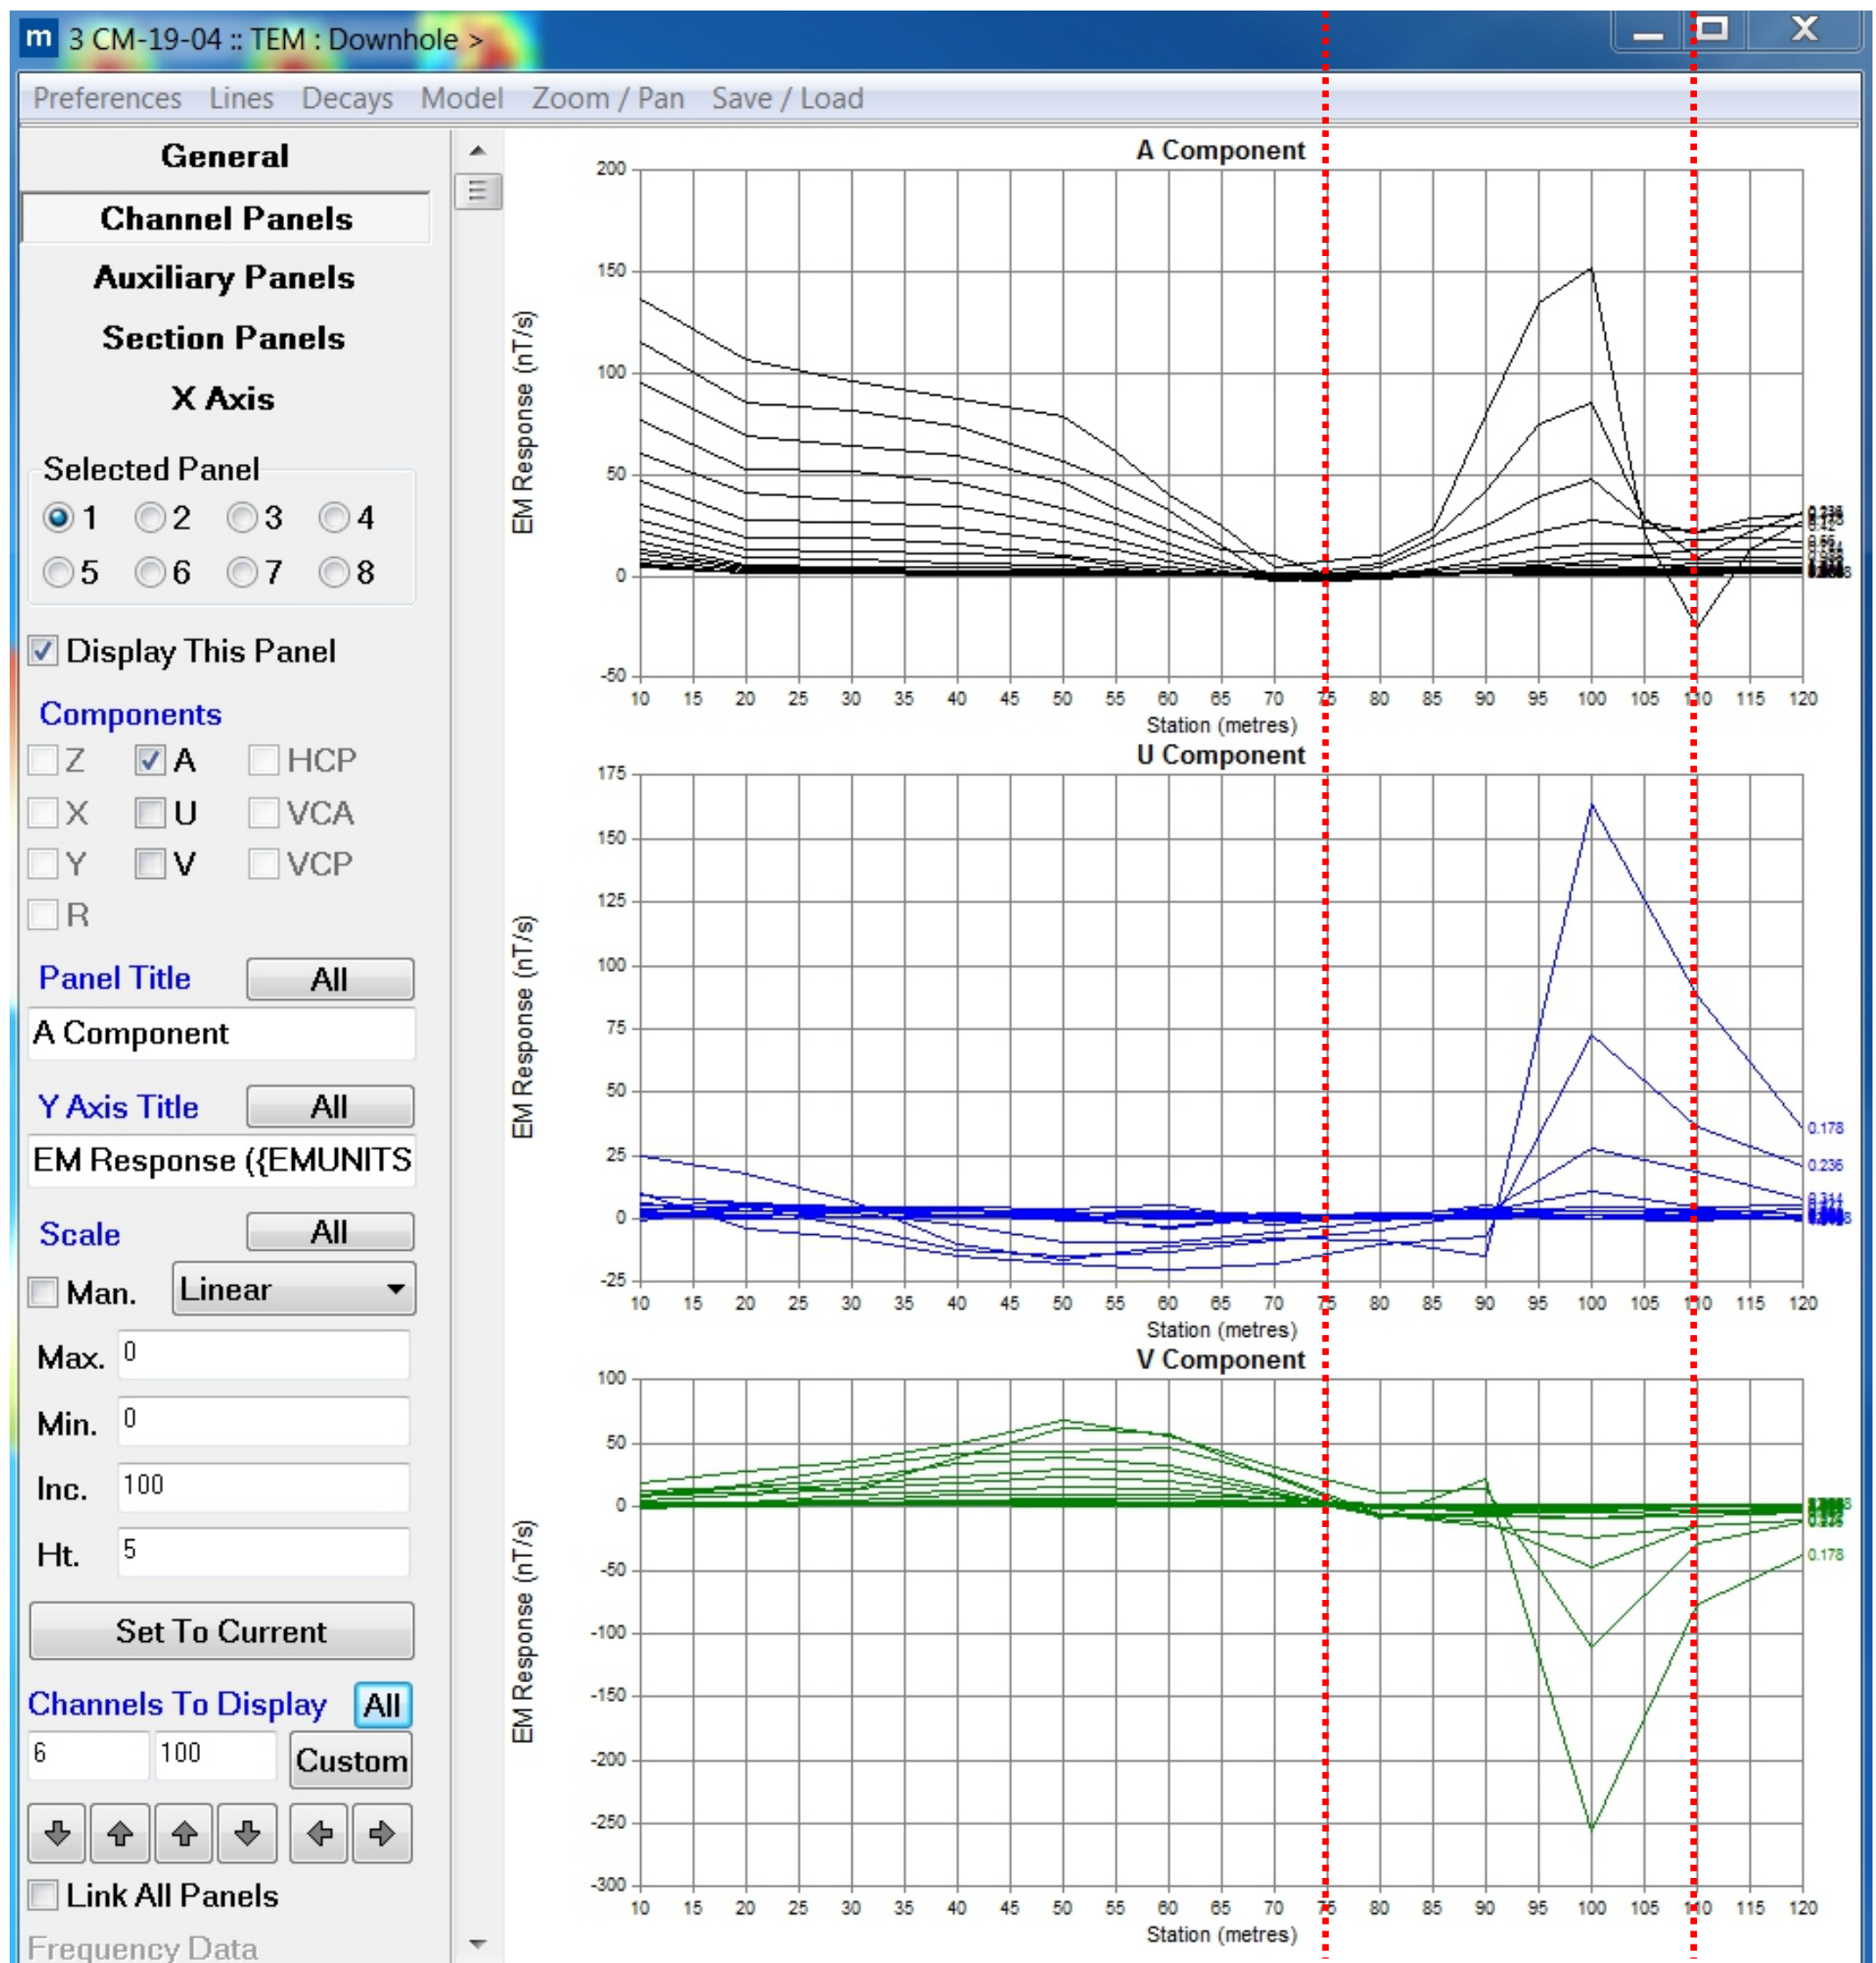 m 3 CM-19-04 :: TEM : Downhole >
Preferences Lines Decays Model Zoom / Pan Save / Load
General
Channel Panels
Auxiliary Panels
Section Panels
X Axis
Selected Panel
1 2 3 4
5 6 7 8
Display This Panel
Components
Z A HCP
X U VCA
Y V VCP
R
Panel Title All
A Component
Y Axis Title All
EM Response ({EMUNITS
Scale All
Man. Linear
Max. 0
Min. 0
Inc. 100
Ht. 5
Set To Current
Channels To Display All
6 100 Custom
Link All Panels
Frequency Data
A Component
EM Response (nT/s)
200
150
100
50
0
-50
10 15 20 25 30 35 40 45 50 55 60 65 70 75 80 85 90 95 100 105 110 115 120
Station (metres)
U Component
EM Response (nT/s)
175
150
125
100
75
50
25
0
-25
0.178
0.236
10 15 20 25 30 35 40 45 50 55 60 65 70 75 80 85 90 95 100 105 110 115 120
Station (metres)
V Component
EM Response (nT/s)
100
50
0
-50
-100
-150
-200
-250
-300
0.178
10 15 20 25 30 35 40 45 50 55 60 65 70 75 80 85 90 95 100 105 110 115 120
Station (metres)